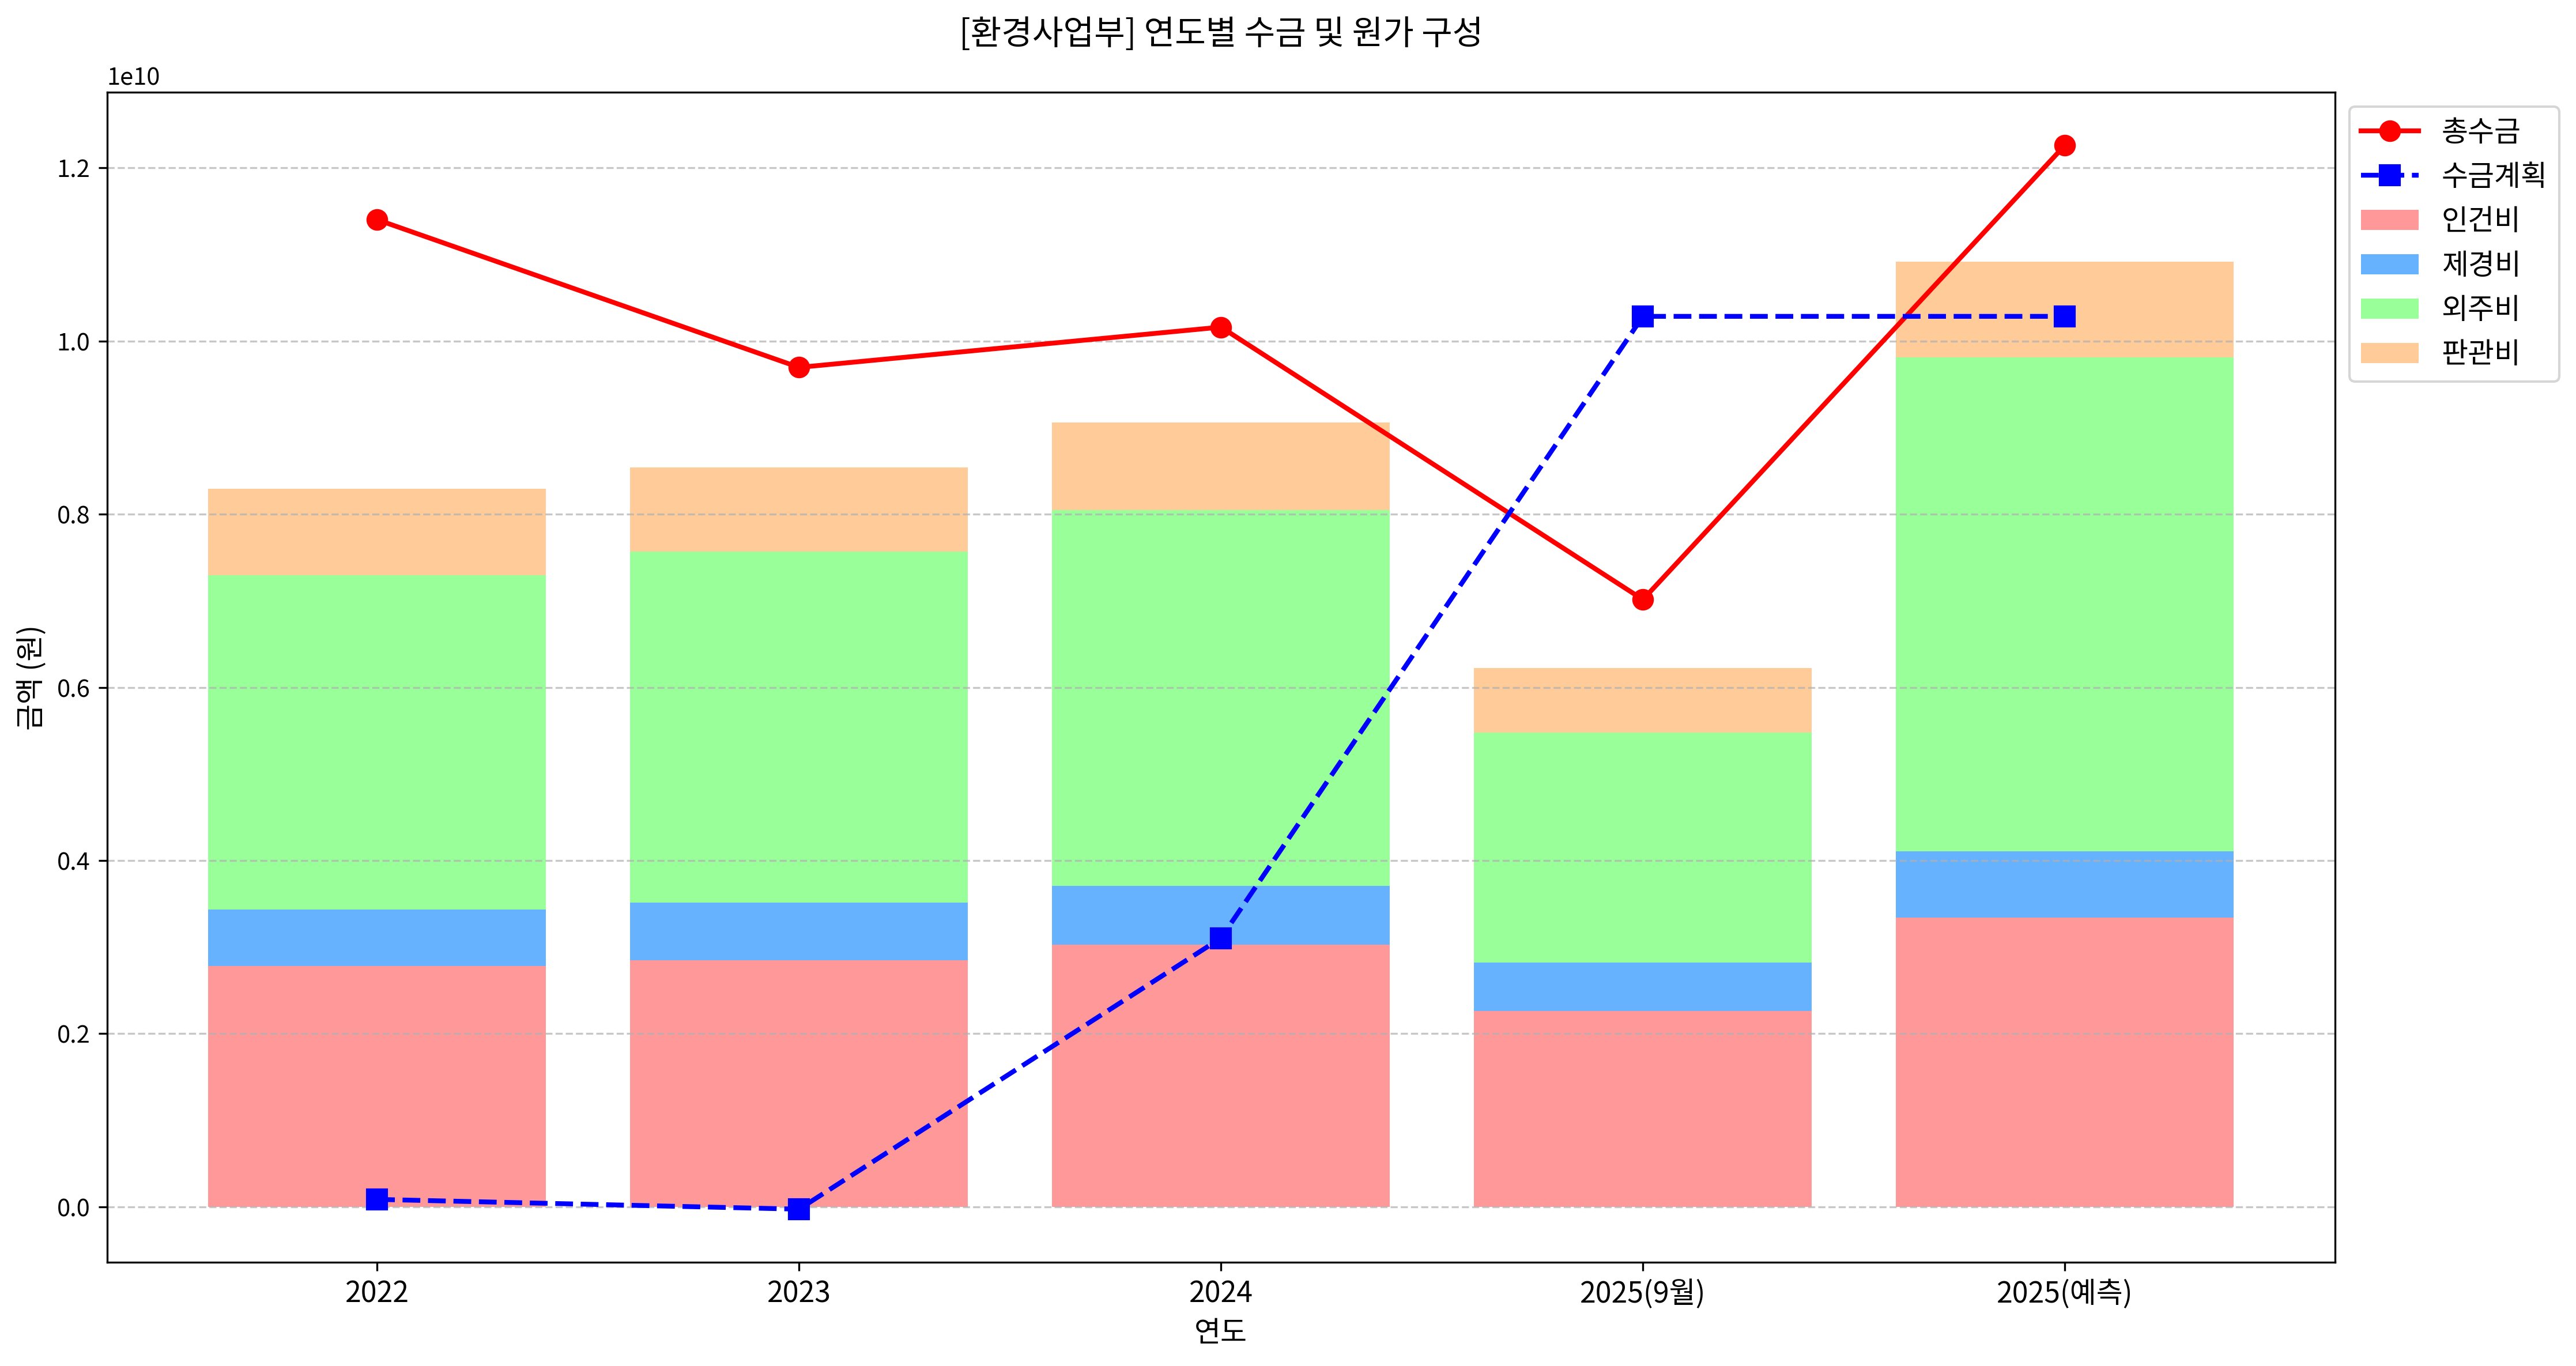 [환경사업부] 연도별 수금 및 원가 구성
1e10
1.2
1.0
0.8
0.6
0.4
0.2
0.0
금액 (원)
2022
2023
2024
2025(9월)
2025(예측)
연도
총수금
수금계획
인건비
제경비
외주비
판관비